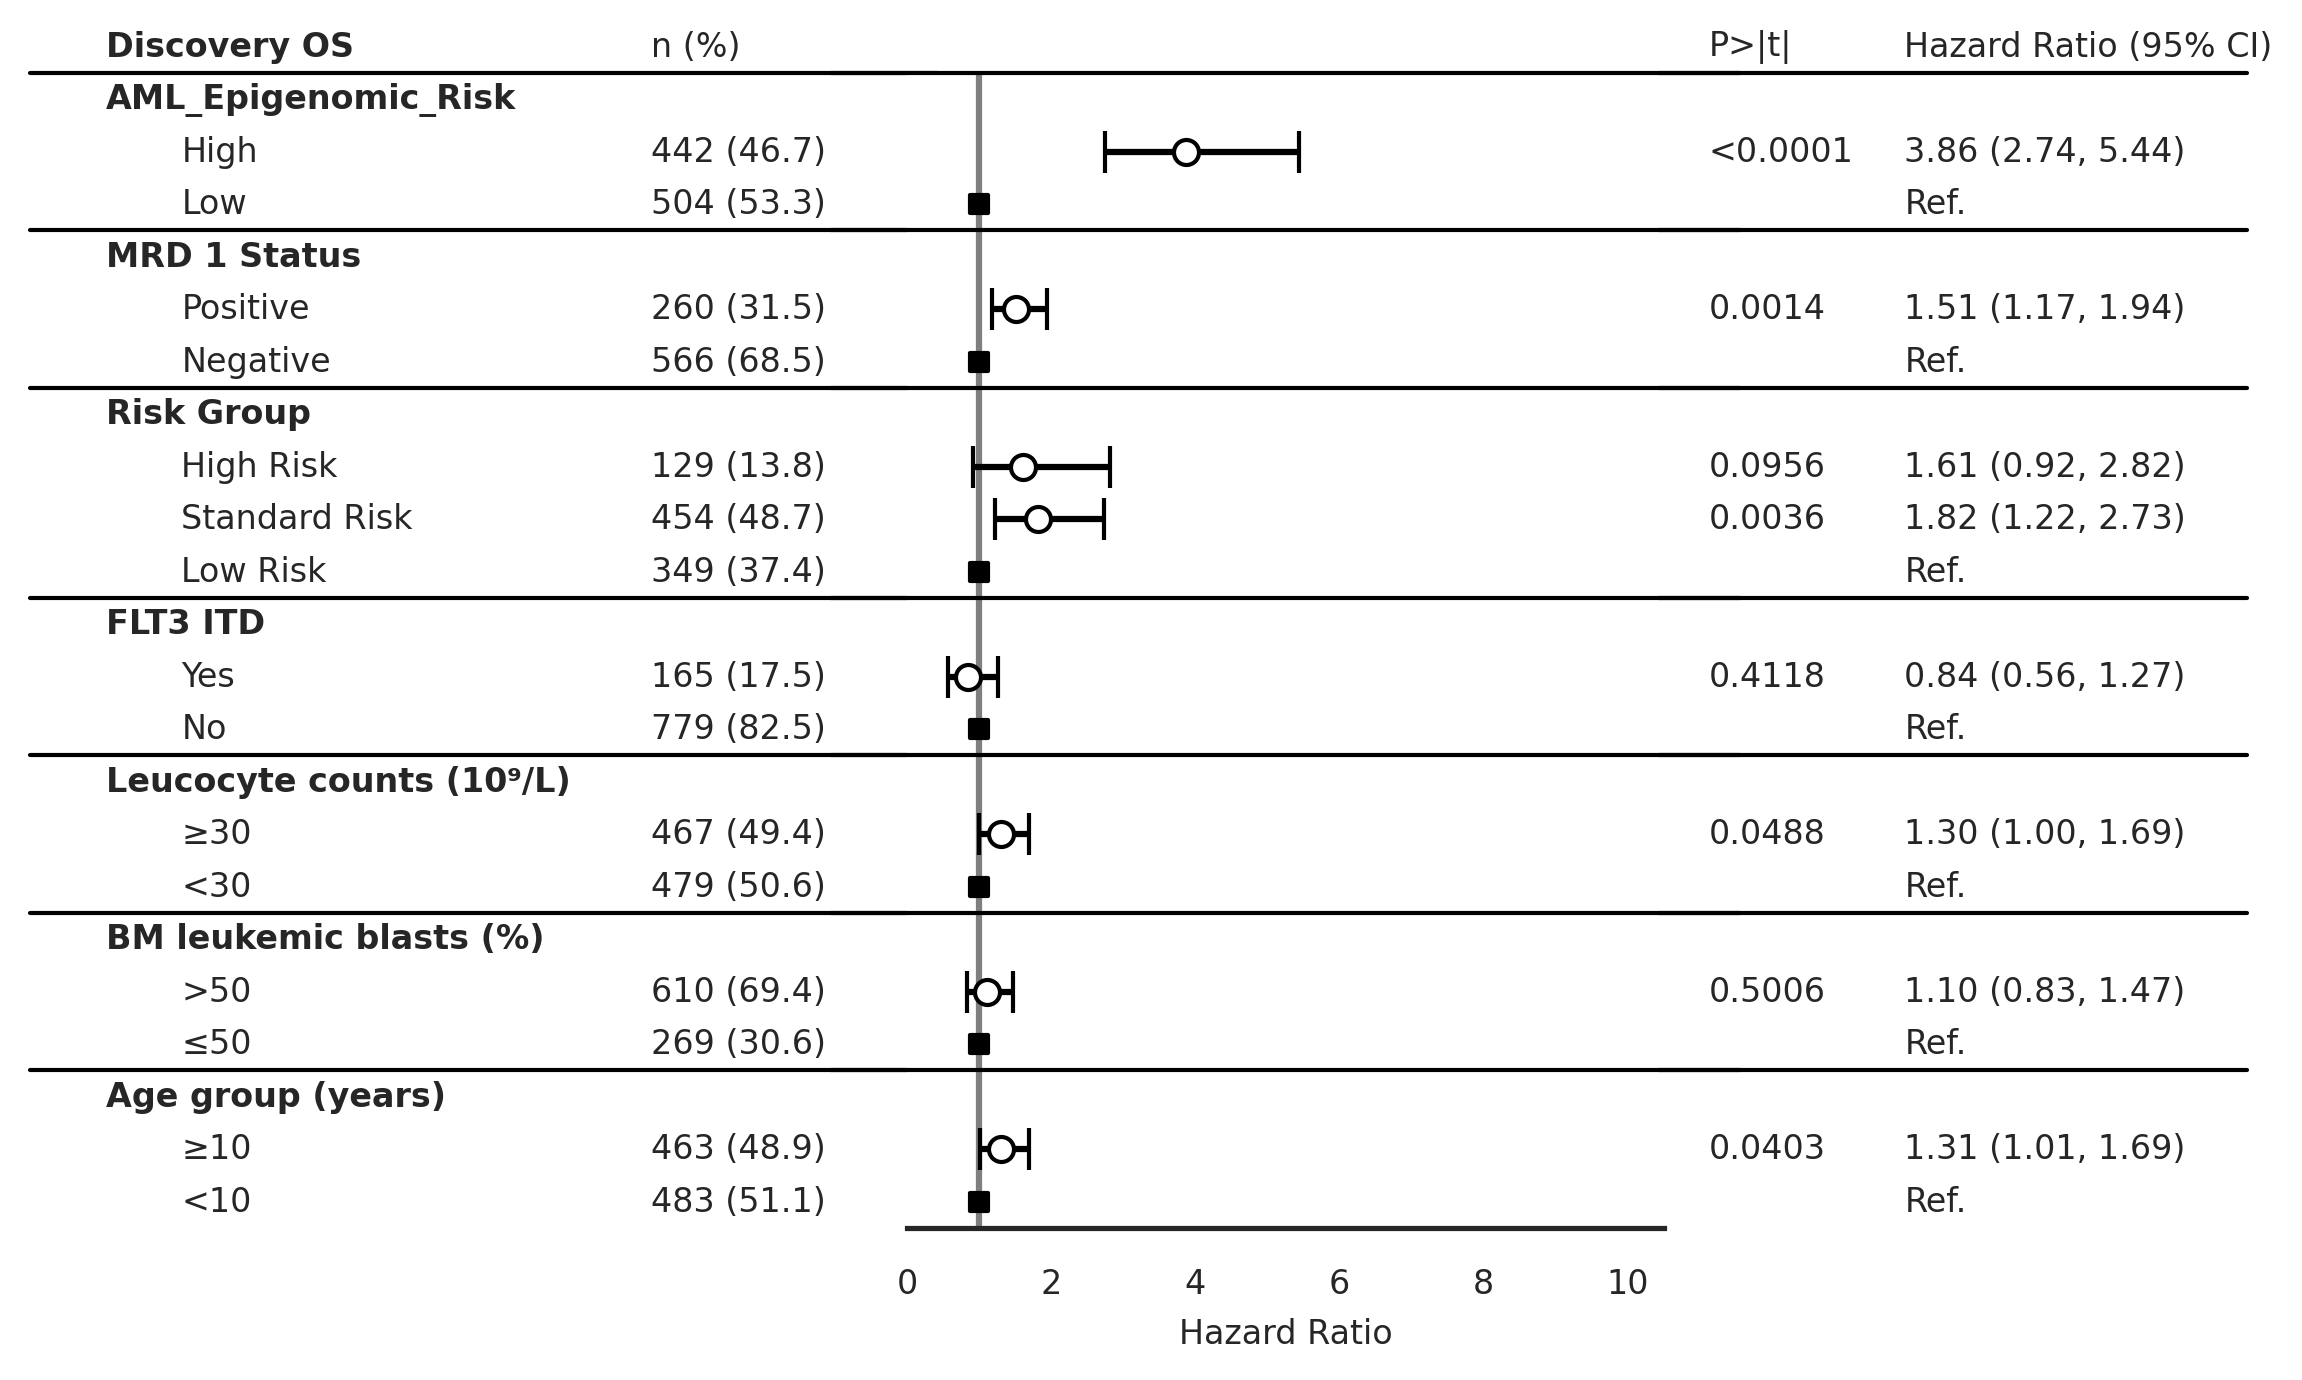 Discovery OS n (%) P>|t| Hazard Ratio (95% CI)
AML_Epigenomic_Risk
High 442 (46.7) <0.0001 3.86 (2.74, 5.44)
Low 504 (53.3) Ref.
MRD 1 Status
Positive 260 (31.5) 0.0014 1.51 (1.17, 1.94)
Negative 566 (68.5) Ref.
Risk Group
High Risk 129 (13.8) 0.0956 1.61 (0.92, 2.82)
Standard Risk 454 (48.7) 0.0036 1.82 (1.22, 2.73)
Low Risk 349 (37.4) Ref.
FLT3 ITD
Yes 165 (17.5) 0.4118 0.84 (0.56, 1.27)
No 779 (82.5) Ref.
Leucocyte counts (10⁹/L)
≥30 467 (49.4) 0.0488 1.30 (1.00, 1.69)
<30 479 (50.6) Ref.
BM leukemic blasts (%)
>50 610 (69.4) 0.5006 1.10 (0.83, 1.47)
≤50 269 (30.6) Ref.
Age group (years)
≥10 463 (48.9) 0.0403 1.31 (1.01, 1.69)
<10 483 (51.1) Ref.
0 2 4 6 8 10
Hazard Ratio